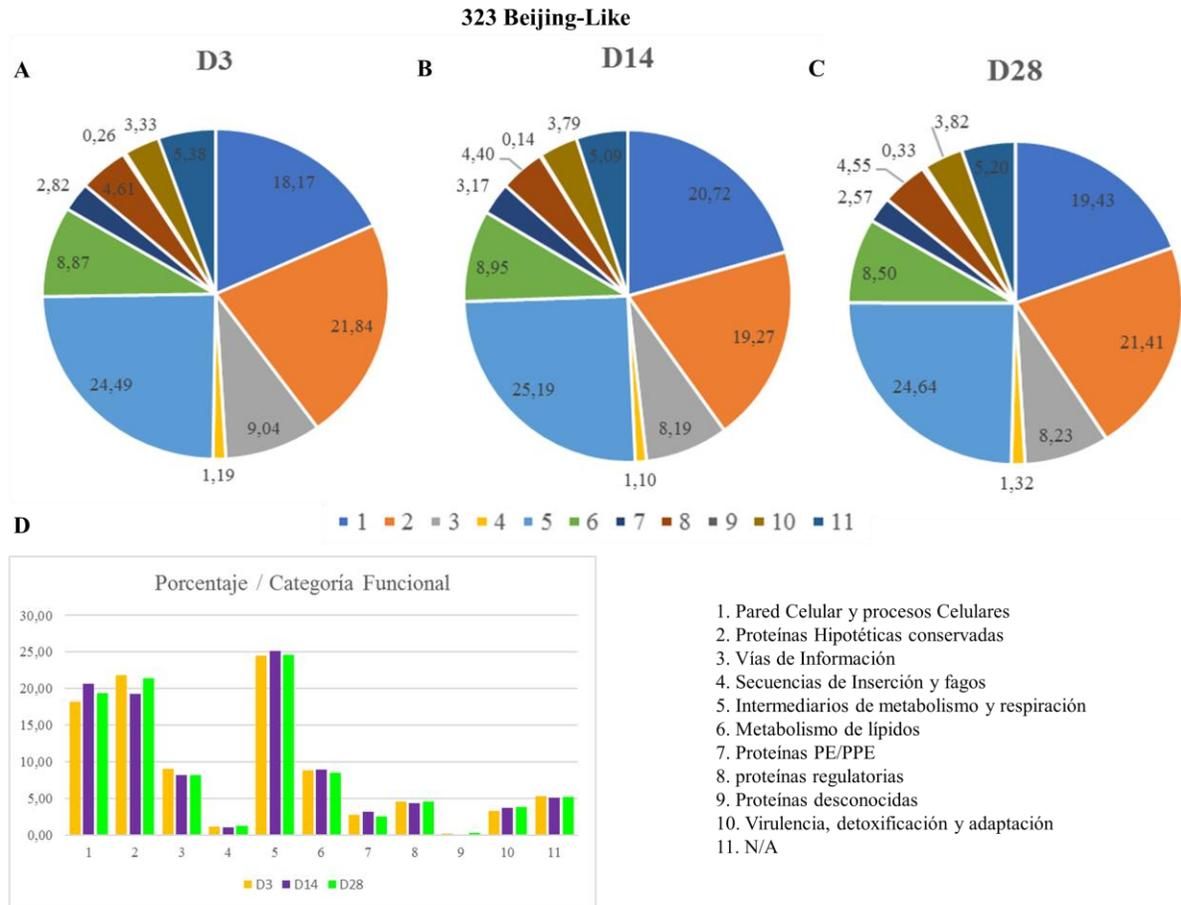 323 Beijing-Like
A
D3
B
D14
C
D28
18,17
21,84
9,04
1,19
24,49
8,87
2,82
4,61
0,26
3,33
5,38
20,72
19,27
8,19
1,10
25,19
8,95
3,17
4,40
0,14
3,79
5,09
19,43
21,41
8,23
1,32
24,64
8,50
2,57
4,55
0,33
3,82
5,20
1 2 3 4 5 6 7 8 9 10 11
D
Porcentaje / Categoría Funcional
30,00
25,00
20,00
15,00
10,00
5,00
0,00
1 2 3 4 5 6 7 8 9 10 11
D3 D14 D28
1. Pared Celular y procesos Celulares
2. Proteínas Hipotéticas conservadas
3. Vías de Información
4. Secuencias de Inserción y fagos
5. Intermediarios de metabolismo y respiración
6. Metabolismo de lípidos
7. Proteínas PE/PPE
8. proteínas regulatorias
9. Proteínas desconocidas
10. Virulencia, detoxificación y adaptación
11. N/A